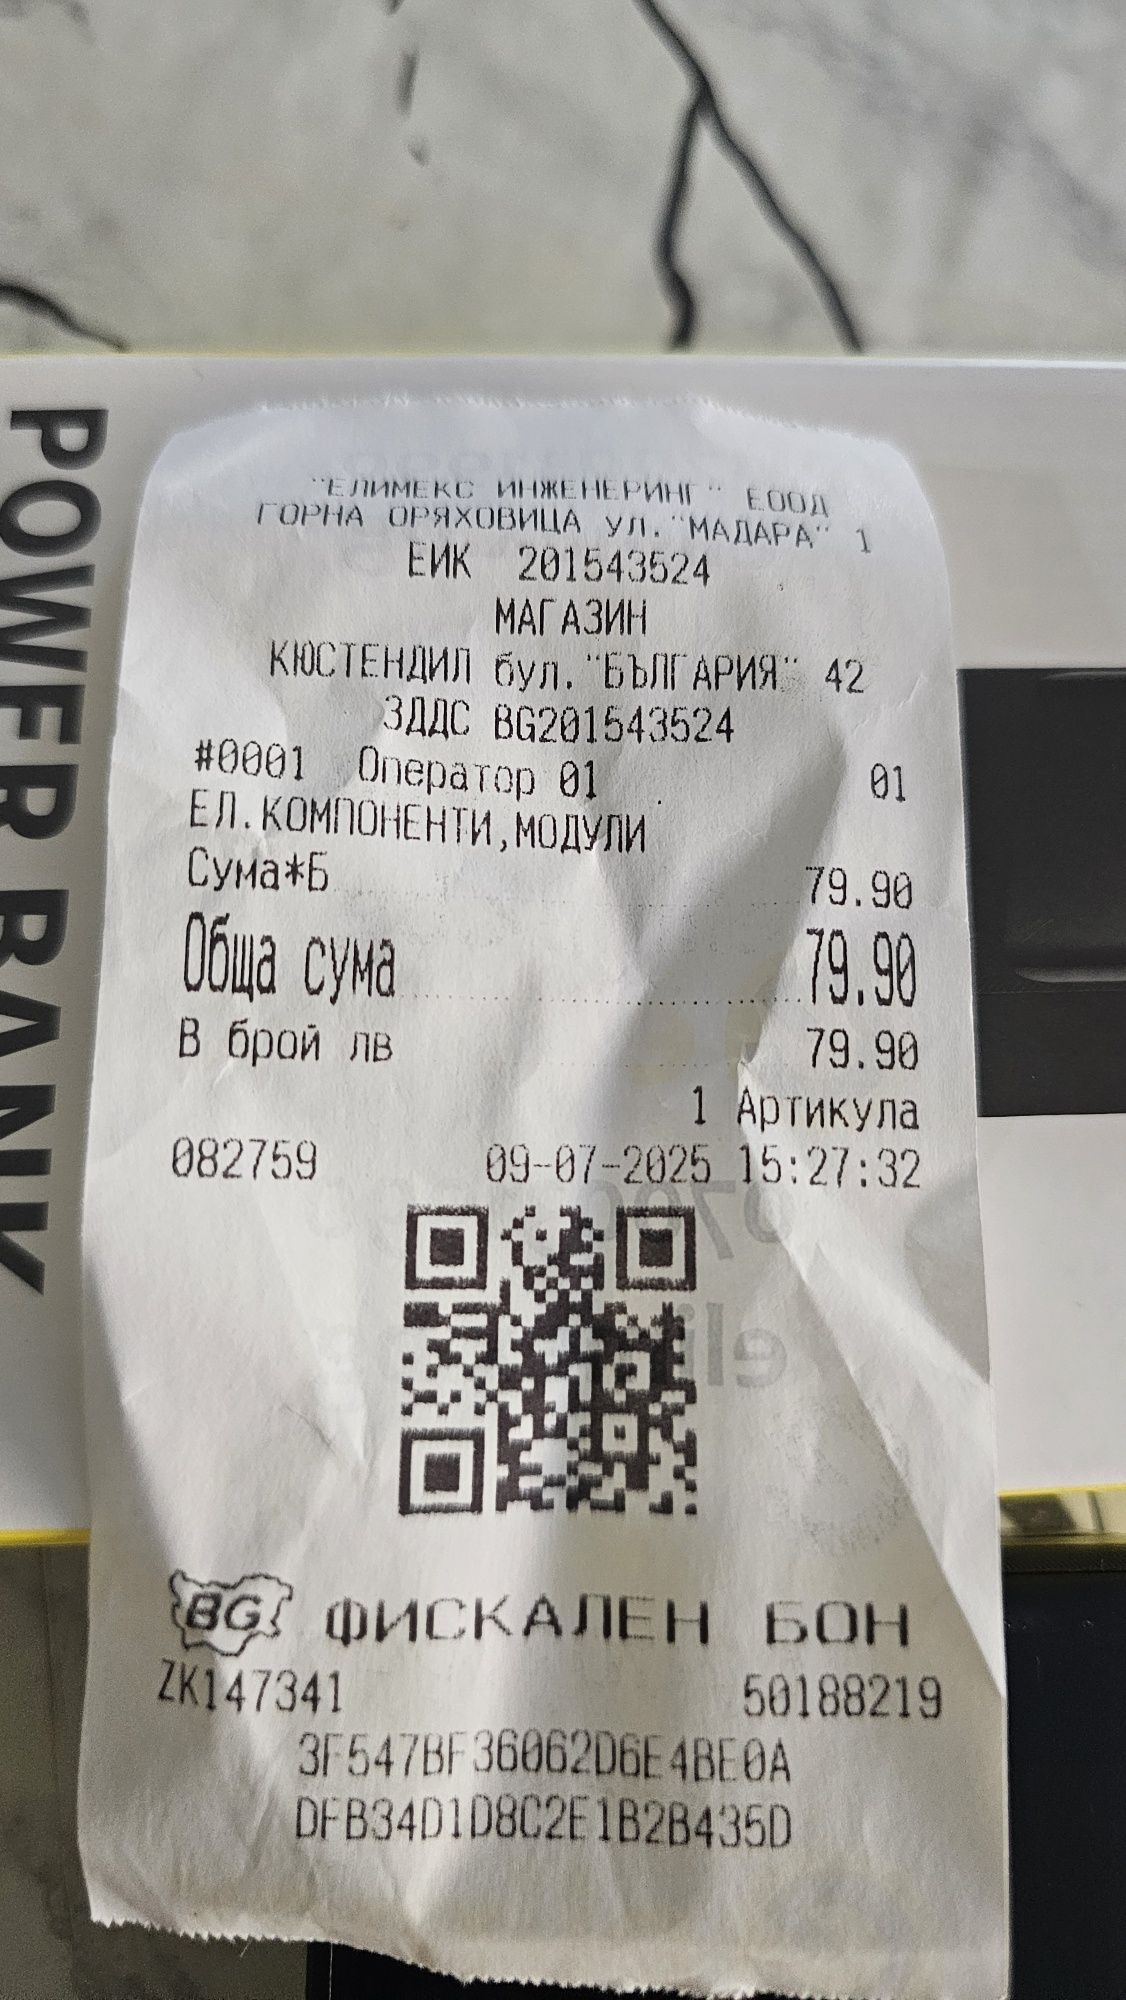 POWER BANK
"ЕЛИМЕКС ИНЖЕНЕРИНГ" ЕООД
ГОРНА ОРЯХОВИЦА УЛ."МАДАРА" 1
ЕИК 201543524
МАГАЗИН
КЮСТЕНДИЛ бул."БЪЛГАРИЯ" 42
ЗДДС BG201543524
#0001 Оператор 01 01
ЕЛ.КОМПОНЕНТИ,МОДУЛИ
Сума*Б 79.90
Обща сума 79.90
В брой лв 79.90
1 Артикула
082759 09-07-2025 15:27:32
BG ФИСКАЛЕН БОН
ZK147341 50188219
3F547BF36062D6E4BE0A
DFB34D1D8C2E1B2B435D